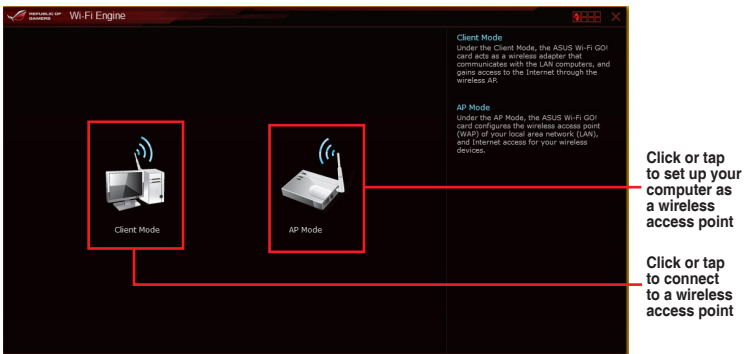 REPUBLIC OF
GAMERS
Wi-Fi Engine
Client Mode
Under the Client Mode, the ASUS Wi-Fi GO!
card acts as a wireless adapter that
communicates with the LAN computers, and
gains access to the Internet through the
wireless AP.
AP Mode
Under the AP Mode, the ASUS Wi-Fi GO!
card configures the wireless access point
(WAP) of your local area network (LAN),
and Internet access for your wireless
devices.
Client Mode
AP Mode
Click or tap
to set up your
computer as
a wireless
access point
Click or tap
to connect
to a wireless
access point